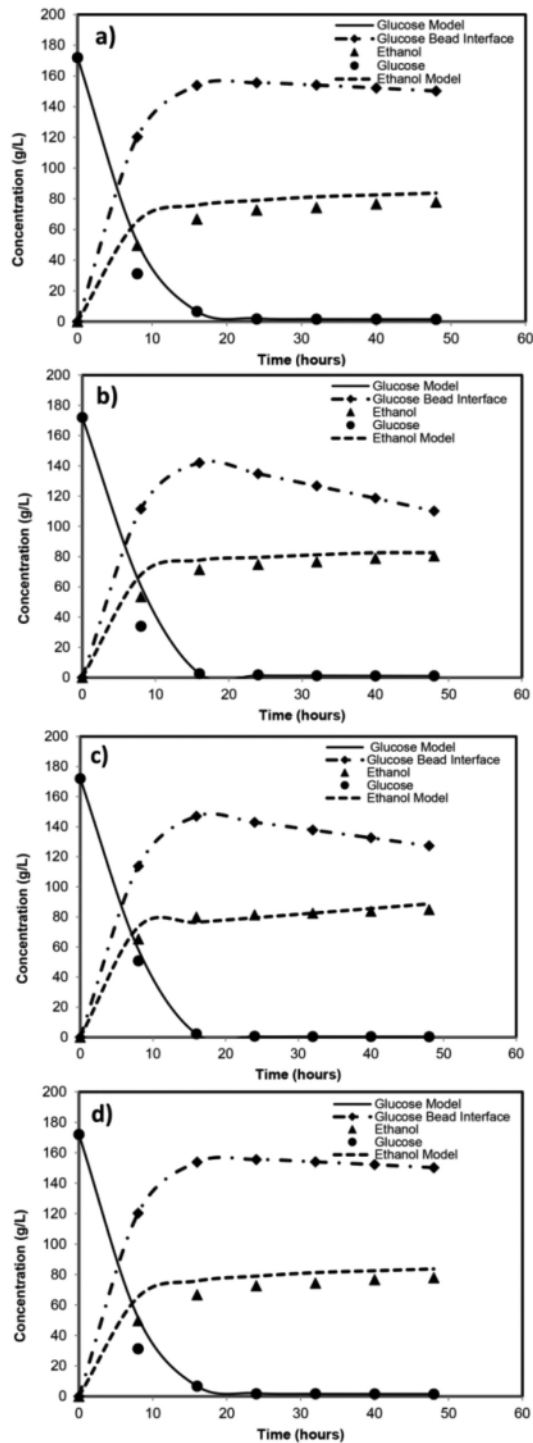 a)
Glucose Model
Glucose Bead Interface
Ethanol
Glucose
Ethanol Model
200
180
160
140
120
100
80
60
40
20
0
Concentration (g/L)
0 10 20 30 40 50 60
Time (hours)
b)
Glucose Model
Glucose Bead Interface
Ethanol
Glucose
Ethanol Model
200
180
160
140
120
100
80
60
40
20
0
Concentration (g/L)
0 10 20 30 40 50 60
Time (hours)
c)
Glucose Model
Glucose Bead Interface
Ethanol
Glucose
Ethanol Model
200
180
160
140
120
100
80
60
40
20
0
Concentration (g/L)
0 10 20 30 40 50 60
Time (hours)
d)
Glucose Model
Glucose Bead Interface
Ethanol
Glucose
Ethanol Model
200
180
160
140
120
100
80
60
40
20
0
Concentration (g/L)
0 10 20 30 40 50 60
Time (hours)